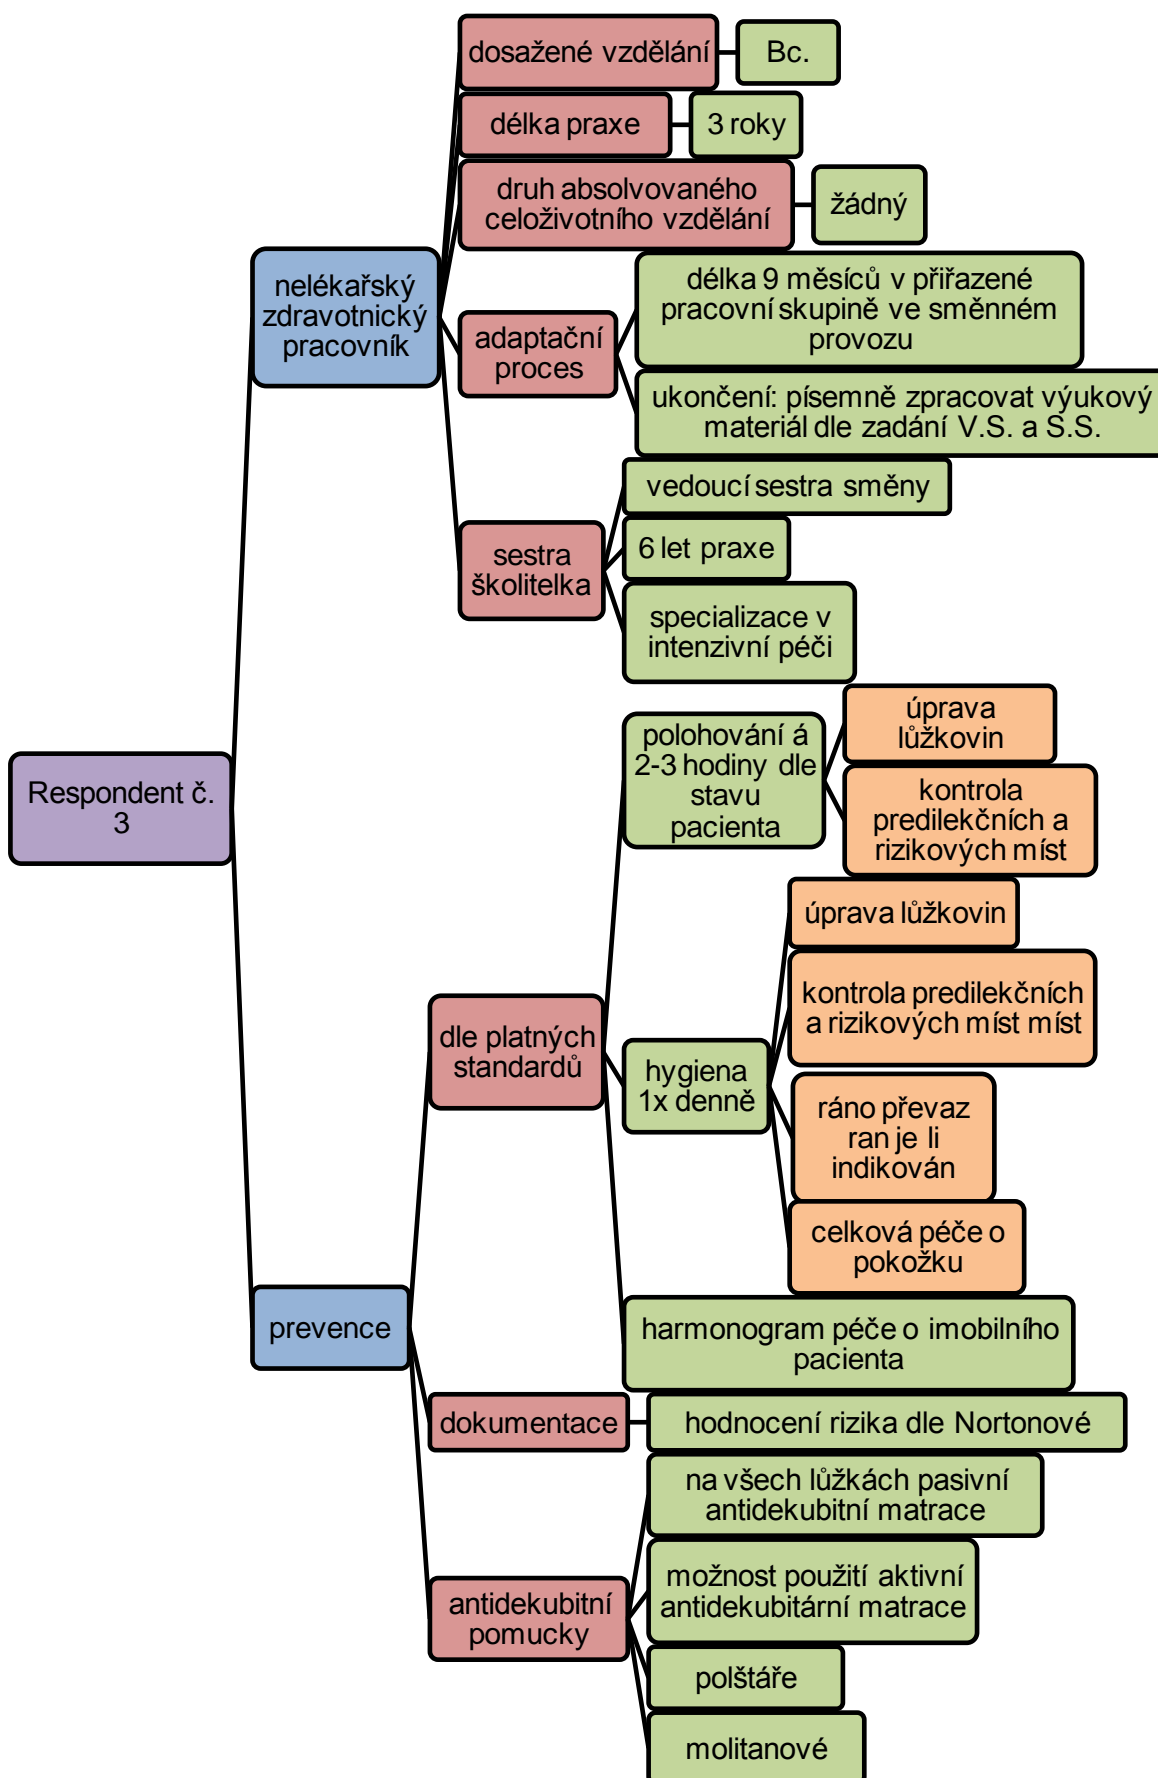 Respondent č.
3
nelékařský
zdravotnický
pracovník
dosažené vzdělání
Bc.
délka praxe
3 roky
druh absolvovaného
celoživotního vzdělání
žádný
adaptační
proces
délka 9 měsíců v přiřazené
pracovní skupině ve směnném
provozu
ukončení: písemně zpracovat výukový
materiál dle zadání V.S. a S.S.
sestra
školitelka
vedoucí sestra směny
6 let praxe
specializace v
intenzivní péči
prevence
dle platných
standardů
polohování á
2-3 hodiny dle
stavu
pacienta
úprava
lůžkovin
kontrola
predilekčních a
rizikových míst
hygiena
1x denně
úprava lůžkovin
kontrola predilekčních
a rizikových míst míst
ráno převaz
ran je li
indikován
celková péče o
pokožku
harmonogram péče o imobilního
pacienta
dokumentace
hodnocení rizika dle Nortonové
antidekubitní
pomucky
na všech lůžkách pasivní
antidekubitní matrace
možnost použití aktivní
antidekubitární matrace
polštáře
molitanové